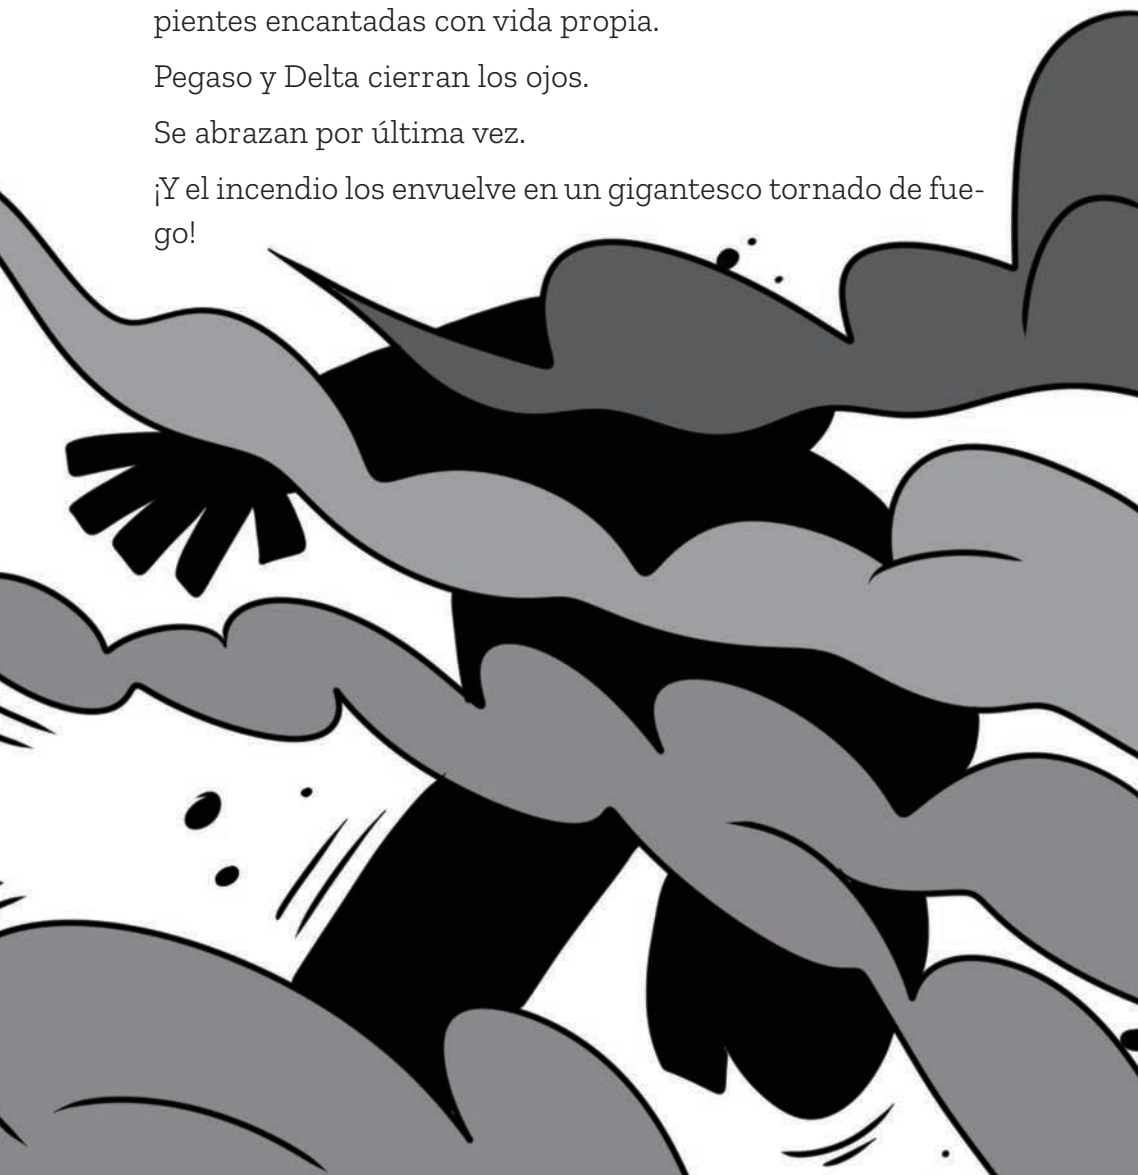 pientes encantadas con vida propia.
Pegaso y Delta cierran los ojos.
Se abrazan por última vez.
¡Y el incendio los envuelve en un gigantesco tornado de fue-
go!